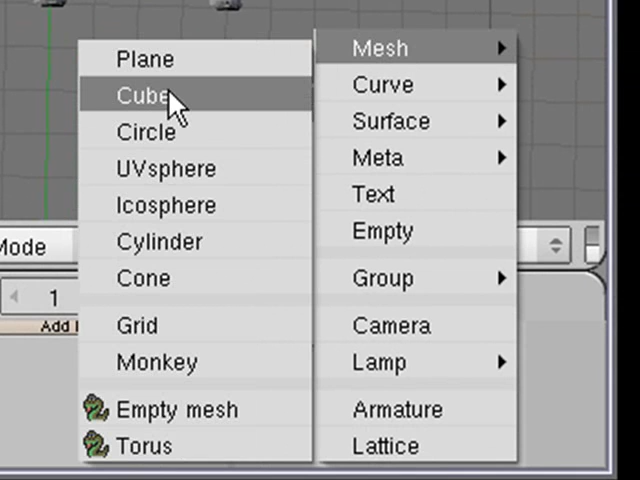 Plane
Cube
Circle
UVsphere
Icosphere
Cylinder
Cone
Grid
Monkey
Empty mesh
Torus
Mesh
Curve
Surface
Meta
Text
Empty
Group
Camera
Lamp
Armature
Lattice
Mode
1
Add